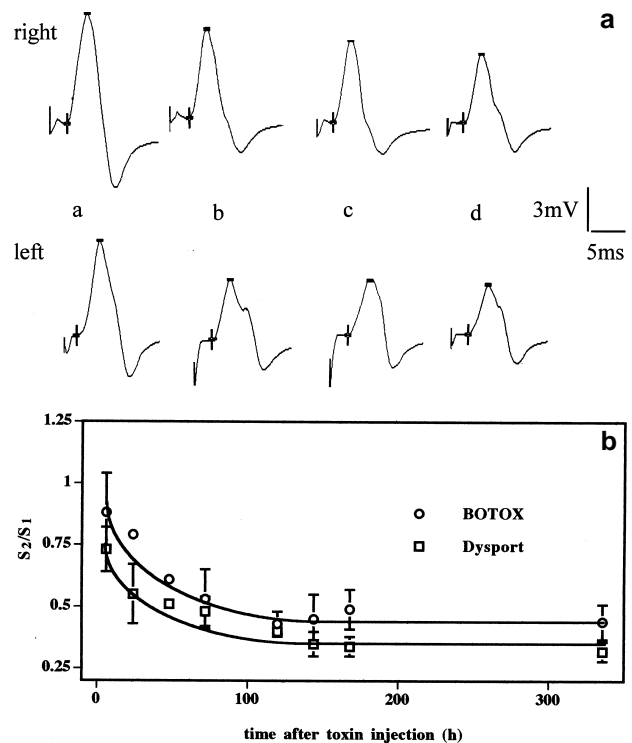 right
a
a
b
c
d
3mV
5ms
left
b
1.25
1
0.75
0.5
0.25
S2/S1
BOTOX
Dysport
0
100
200
300
time after toxin injection (h)